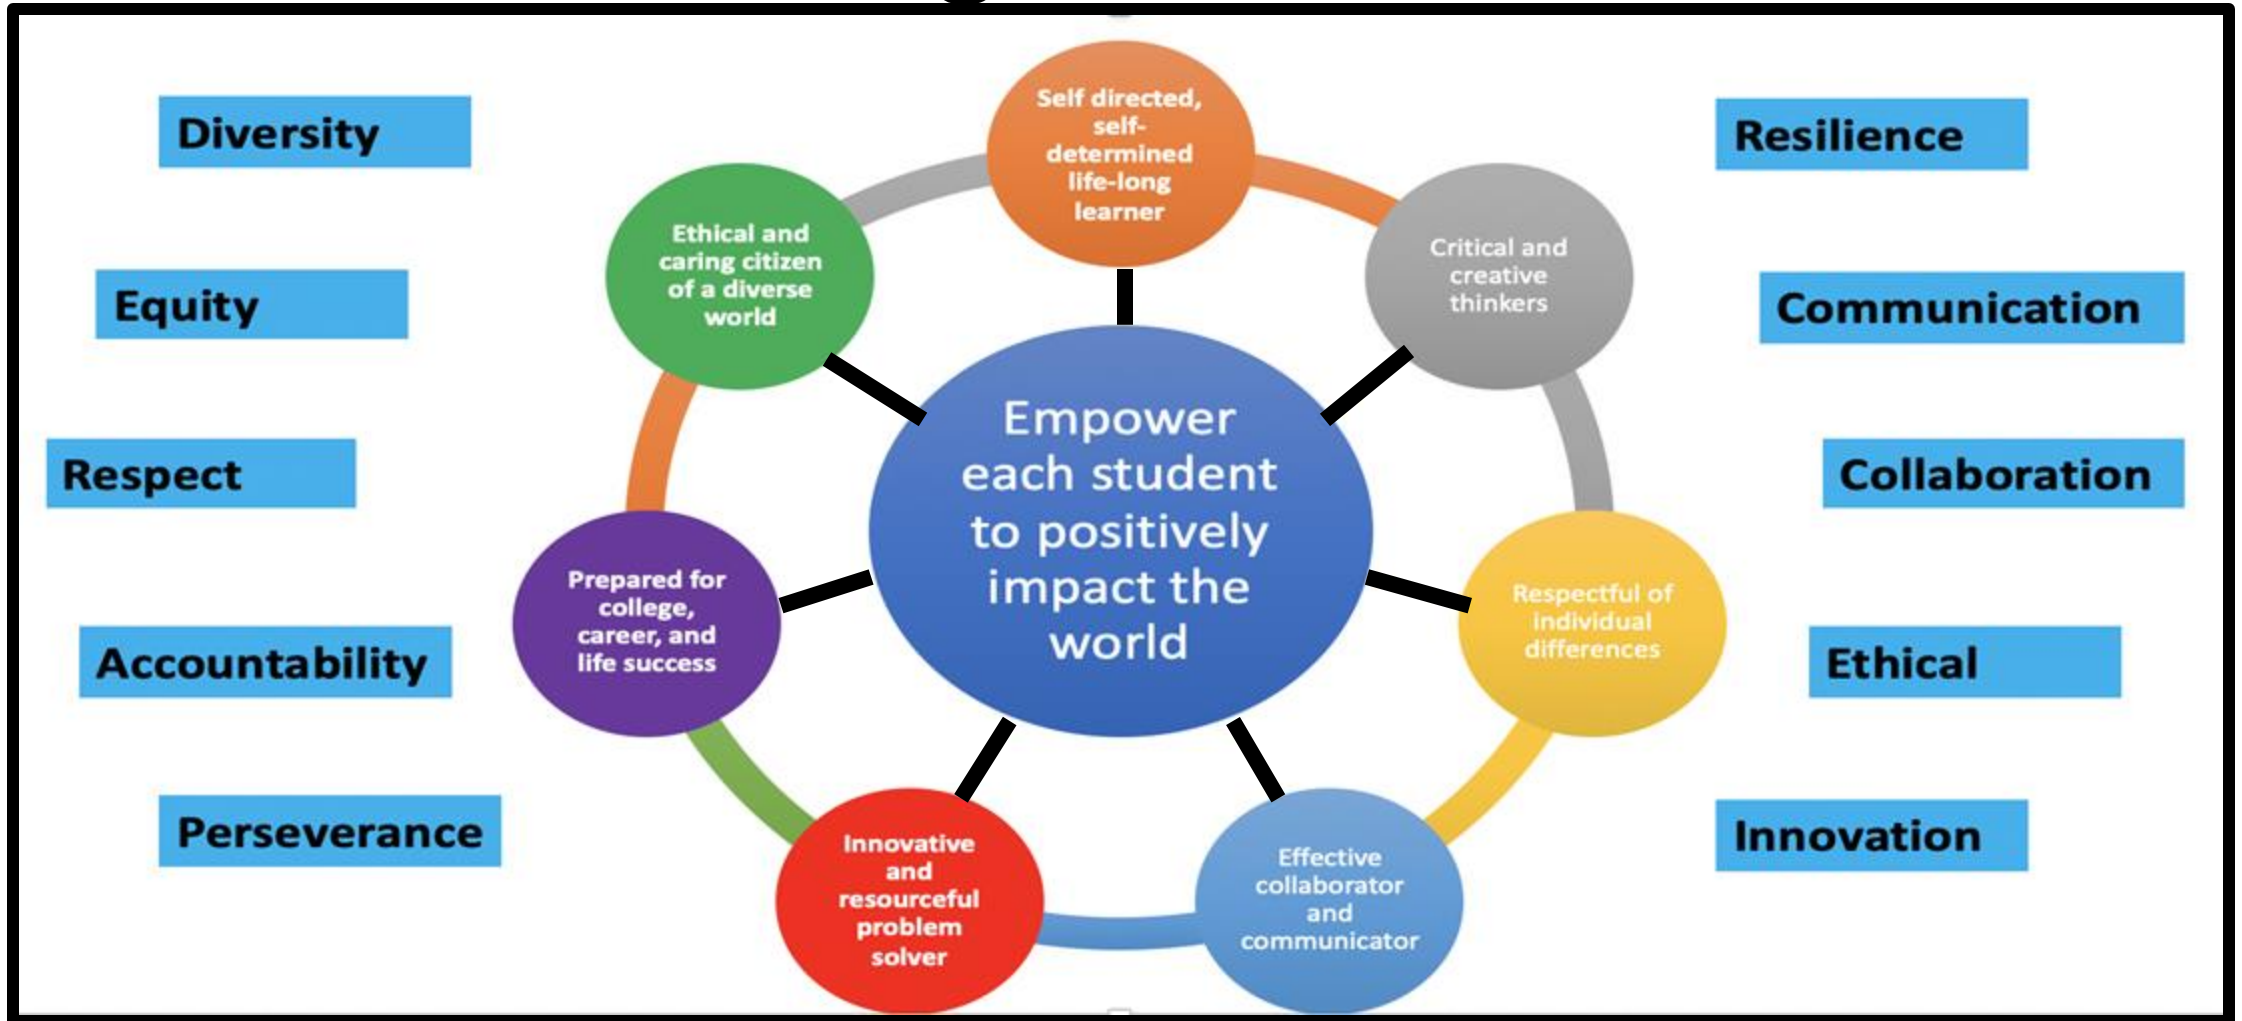 Diversity
Equity
Respect
Accountability
Perseverance
Self directed,
self-
determined
life-long
learner
Critical and
creative
thinkers
Respectful of
individual
differences
Effective
collaborator
and
communicator
Innovative
and
resourceful
problem
solver
Prepared for
college,
career, and
life success
Ethical and
caring citizen
of a diverse
world
Empower
each student
to positively
impact the
world
Resilience
Communication
Collaboration
Ethical
Innovation